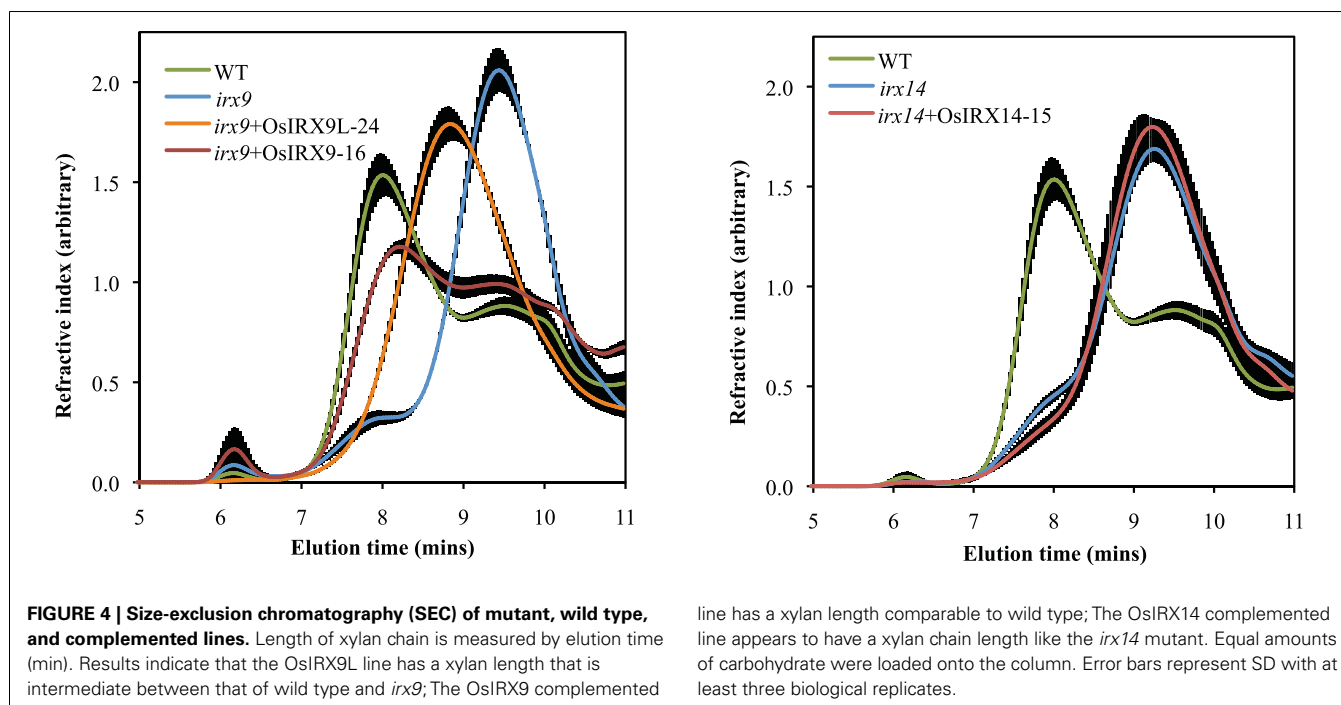 2.0
1.5
1.0
0.5
0.0
Refractive index (arbitrary)
WT
irx9
irx9+OsIRX9L-24
irx9+OsIRX9-16
5 6 7 8 9 10 11
Elution time (mins)
2.0
1.5
1.0
0.5
0.0
Refractive index (arbitrary)
WT
irx14
irx14+OsIRX14-15
5 6 7 8 9 10 11
Elution time (mins)
FIGURE 4 | Size-exclusion chromatography (SEC) of mutant, wild type,
and complemented lines. Length of xylan chain is measured by elution time
(min). Results indicate that the OsIRX9L line has a xylan length that is
intermediate between that of wild type and irx9; The OsIRX9 complemented
line has a xylan length comparable to wild type; The OsIRX14 complemented
line appears to have a xylan chain length like the irx14 mutant. Equal amounts
of carbohydrate were loaded onto the column. Error bars represent SD with at
least three biological replicates.